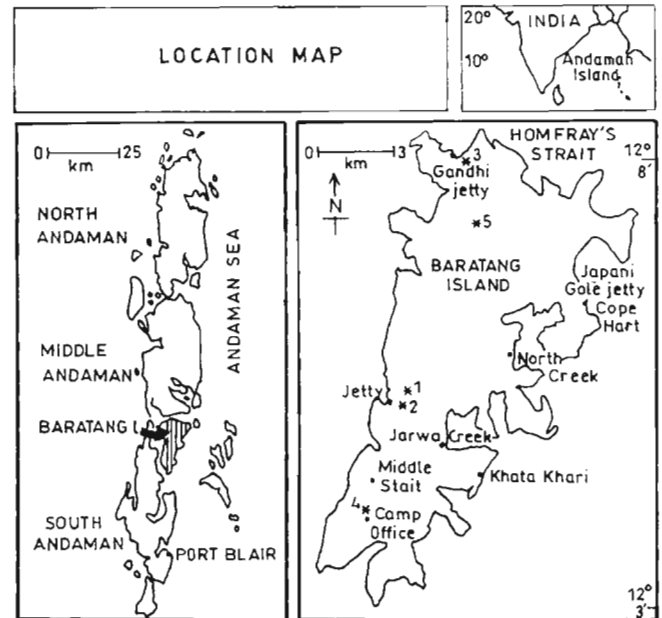 LOCATION MAP
20°
INDIA
10°
Andaman
Island
0 25
km
NORTH
ANDAMAN
ANDAMAN SEA
MIDDLE
ANDAMAN
BARATANG I.
SOUTH
ANDAMAN
PORT BLAIR
HOMFRAY'S
STRAIT
0 3
km
12°
8'
N
*3
Gandhi
jetty
*5
BARATANG
ISLAND
Japani
Gole jetty
Cope
Hart
North
Creek
*1
Jetty
*2
Jarwa Creek
Middle
Stait
Khata Khari
4*
Camp
Office
12°
3'